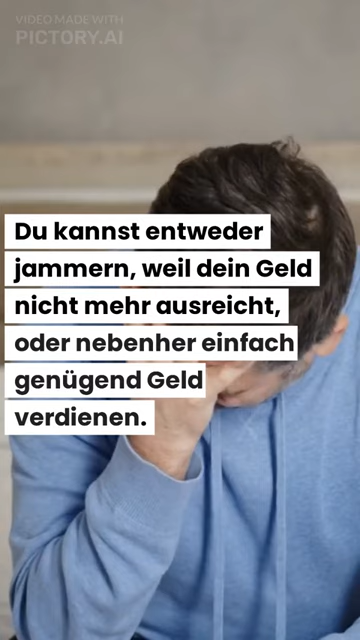 VIDEO MADE WITH
PICTORY.AI
Du kannst entweder
jammern, weil dein Geld
nicht mehr ausreicht,
oder nebenher einfach
genügend Geld
verdienen.